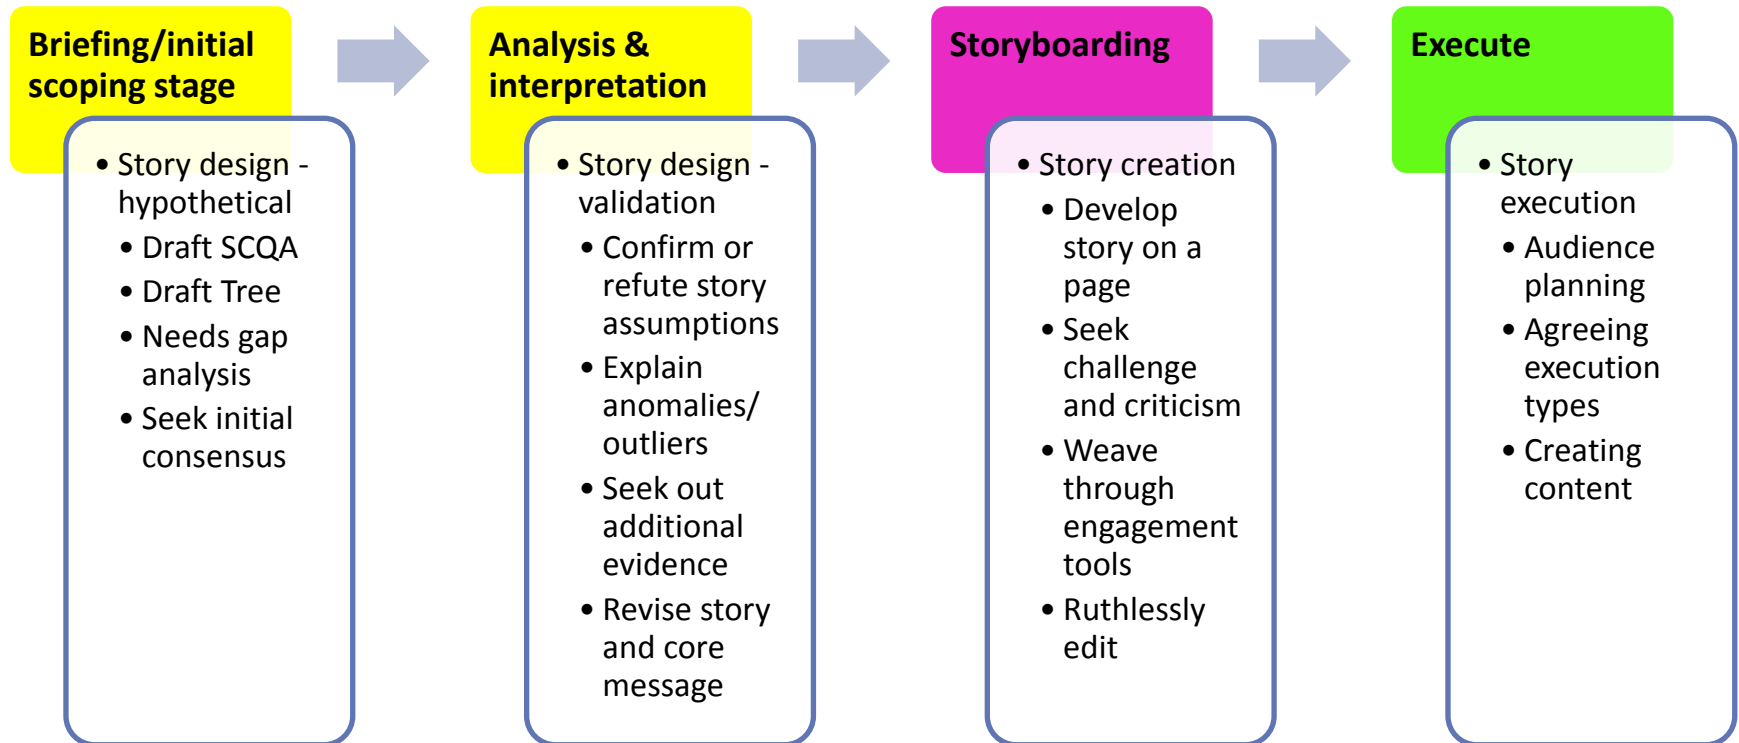 Briefing/initial
scoping stage
• Story design -
hypothetical
• Draft SCQA
• Draft Tree
• Needs gap
analysis
• Seek initial
consensus
Analysis &
interpretation
• Story design -
validation
• Confirm or
refute story
assumptions
• Explain
anomalies/
outliers
• Seek out
additional
evidence
• Revise story
and core
message
Storyboarding
• Story creation
• Develop
story on a
page
• Seek
challenge
and criticism
• Weave
through
engagement
tools
• Ruthlessly
edit
Execute
• Story
execution
• Audience
planning
• Agreeing
execution
types
• Creating
content